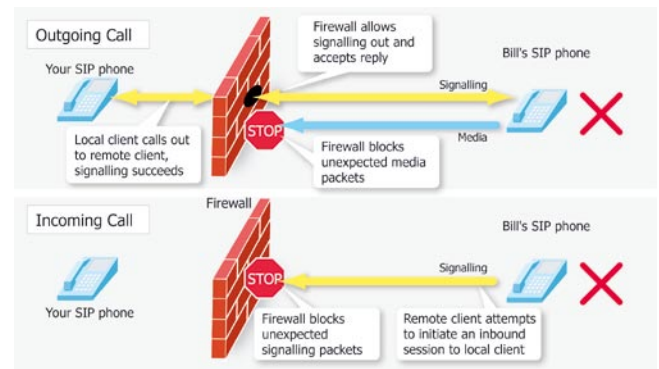 Outgoing Call
Your SIP phone
Firewall allows
signalling out and
accepts reply
Bill's SIP phone
Signalling
STOP
Media
Local client calls out
to remote client,
signalling succeeds
Firewall blocks
unexpected media
packets
Incoming Call
Firewall
Bill's SIP phone
Signalling
STOP
Your SIP phone
Firewall blocks
unexpected
signalling packets
Remote client attempts
to initiate an inbound
session to local client